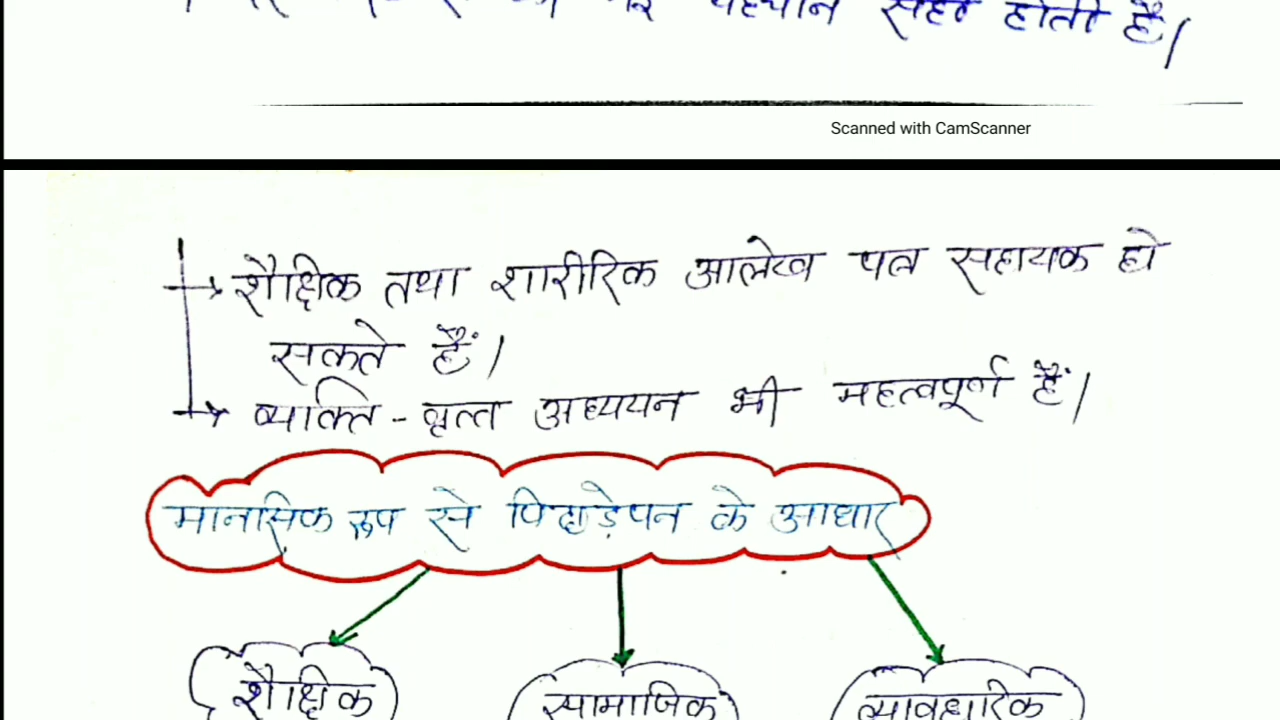 पहचान होती है।
Scanned with CamScanner
शैक्षिक तथा शारीरिक आलेख पत्र सहायक हो
सकते हैं।
व्यक्ति - वृत्त अध्ययन भी महत्वपूर्ण हैं।
मानसिक रूप से पिछड़ेपन के आधार
शैक्षिक सामाजिक व्यावहारिक